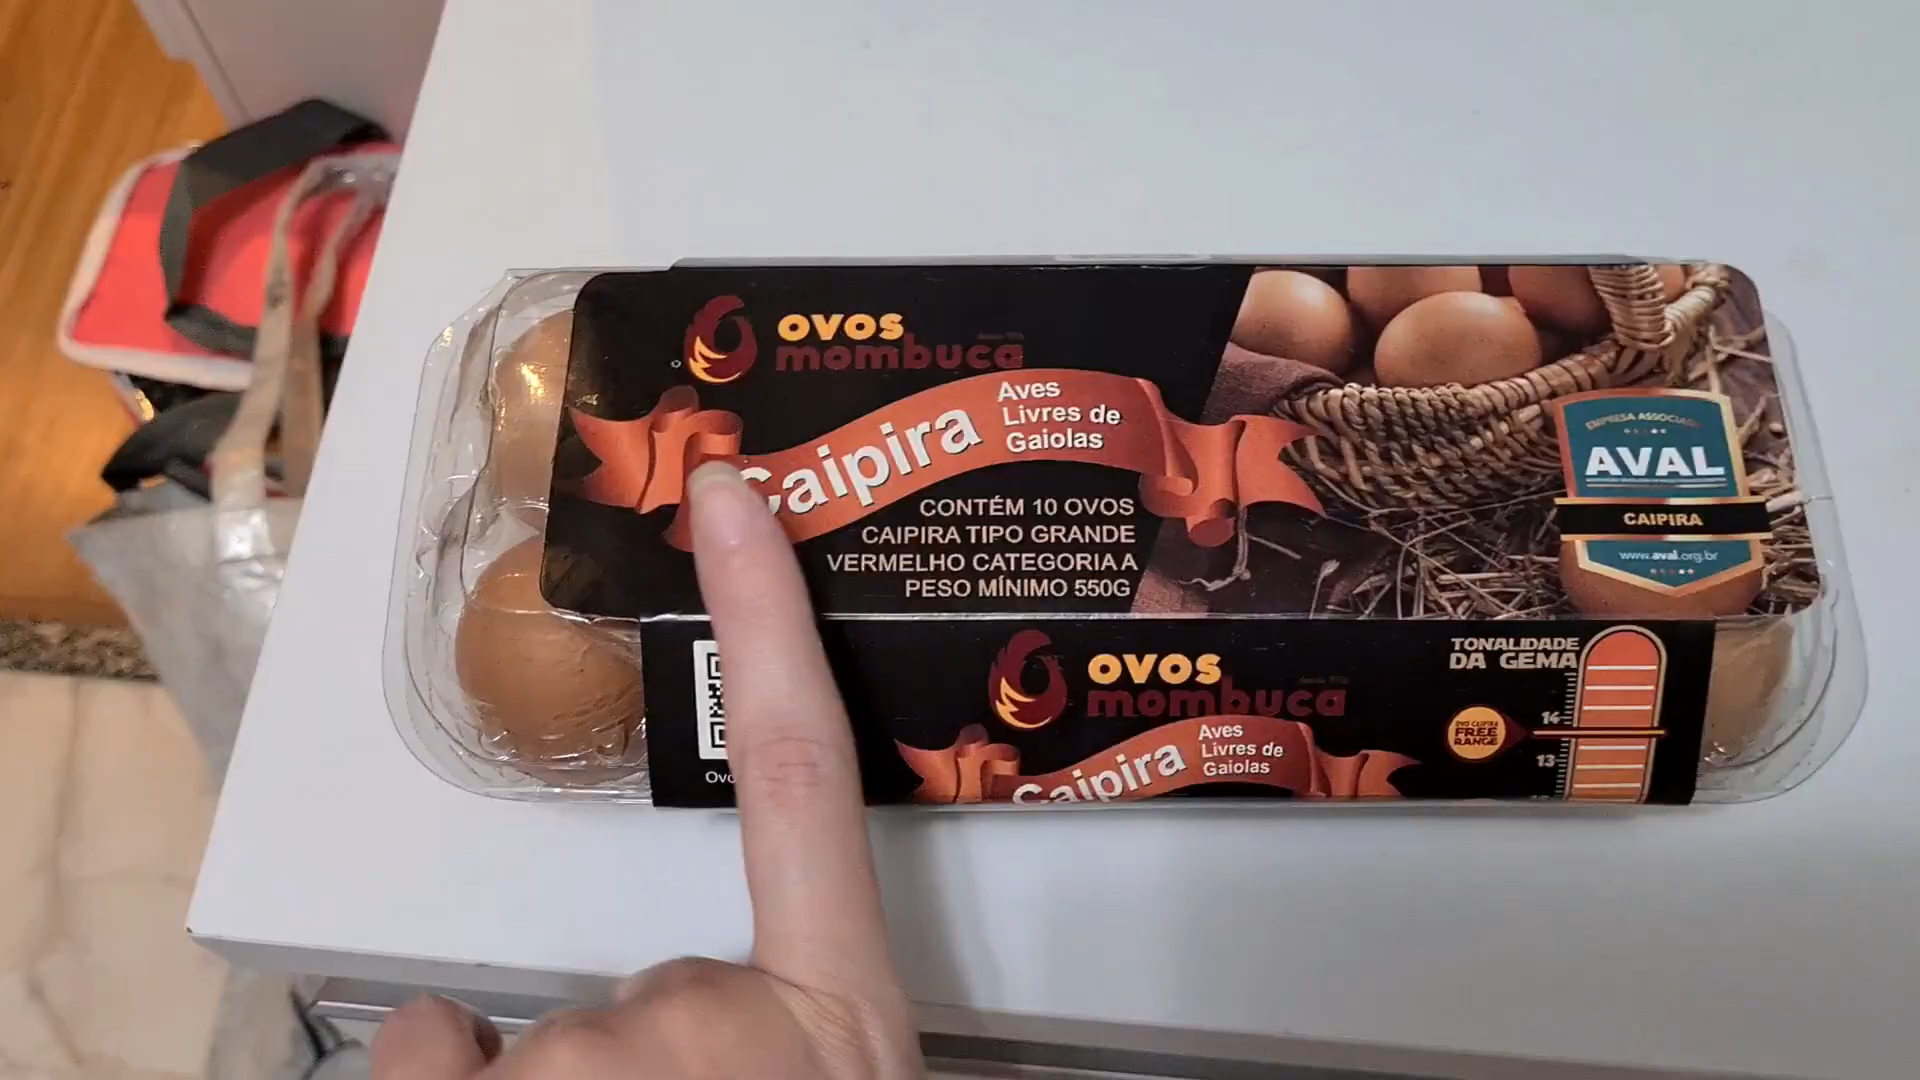 OVOS
mombuca
Caipira
Aves
Livres de
Gaiolas
CONTÉM 10 OVOS
CAIPIRA TIPO GRANDE
VERMELHO CATEGORIA A
PESO MÍNIMO 550G
EMPRESA ASSOCIADA
AVAL
CAIPIRA
www.aval.org.br
OVOS
mombuca
Caipira
Aves
Livres de
Gaiolas
TONALIDADE
DA GEMA
14
13
OVO CAIPIRA
FREE
RANGE